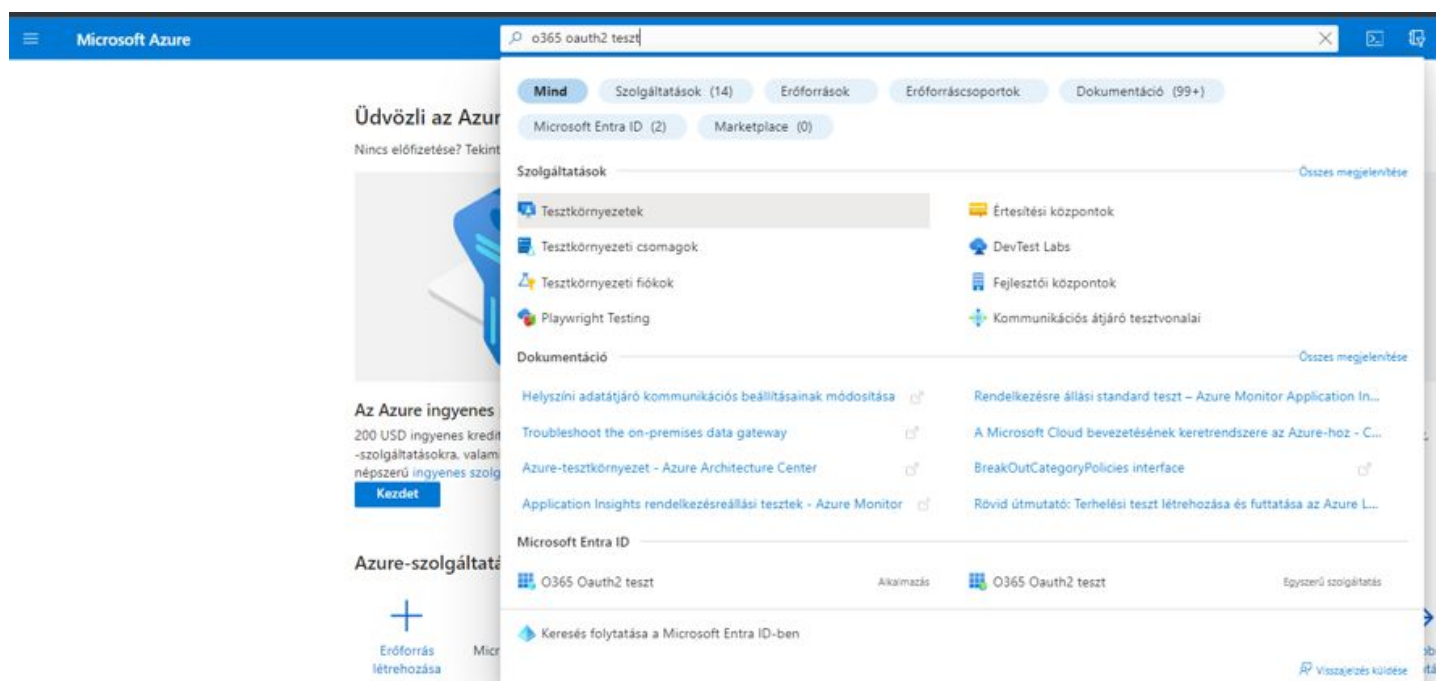 Microsoft Azure
o365 oauth2 teszt
Mind
Szolgáltatások (14)
Erőforrások
Erőforráscsoportok
Dokumentáció (99+)
Microsoft Entra ID (2)
Marketplace (0)
Üdvözli az Azur
Nincs előfizetése? Tekint
Szolgáltatások
Összes megjelenítése
Tesztkörnyezetek
Értesítési központok
Tesztkörnyezeti csomagok
DevTest Labs
Tesztkörnyezeti fiókok
Fejlesztői központok
Playwright Testing
Kommunikációs átjáró tesztvonalai
Dokumentáció
Összes megjelenítése
Helyszíni adatátjáró kommunikációs beállításainak módosítása
Rendelkezésre állási standard teszt – Azure Monitor Application In...
Troubleshoot the on-premises data gateway
A Microsoft Cloud bevezetésének keretrendszere az Azure-hoz - C...
Azure-tesztkörnyezet - Azure Architecture Center
BreakOutCategoryPolicies interface
Application Insights rendelkezésreállási tesztek - Azure Monitor
Rövid útmutató: Terhelési teszt létrehozása és futtatása az Azure L...
Az Azure ingyenes
200 USD ingyenes kredit
-szolgáltatásokra, valam
népszerű ingyenes szolg
Kezdet
Microsoft Entra ID
O365 Oauth2 teszt
Alkalmazás
O365 Oauth2 teszt
Egyszerű szolgáltatás
Keresés folytatása a Microsoft Entra ID-ben
Visszajelzés küldése
Azure-szolgáltatá
Erőforrás
létrehozása
Micr